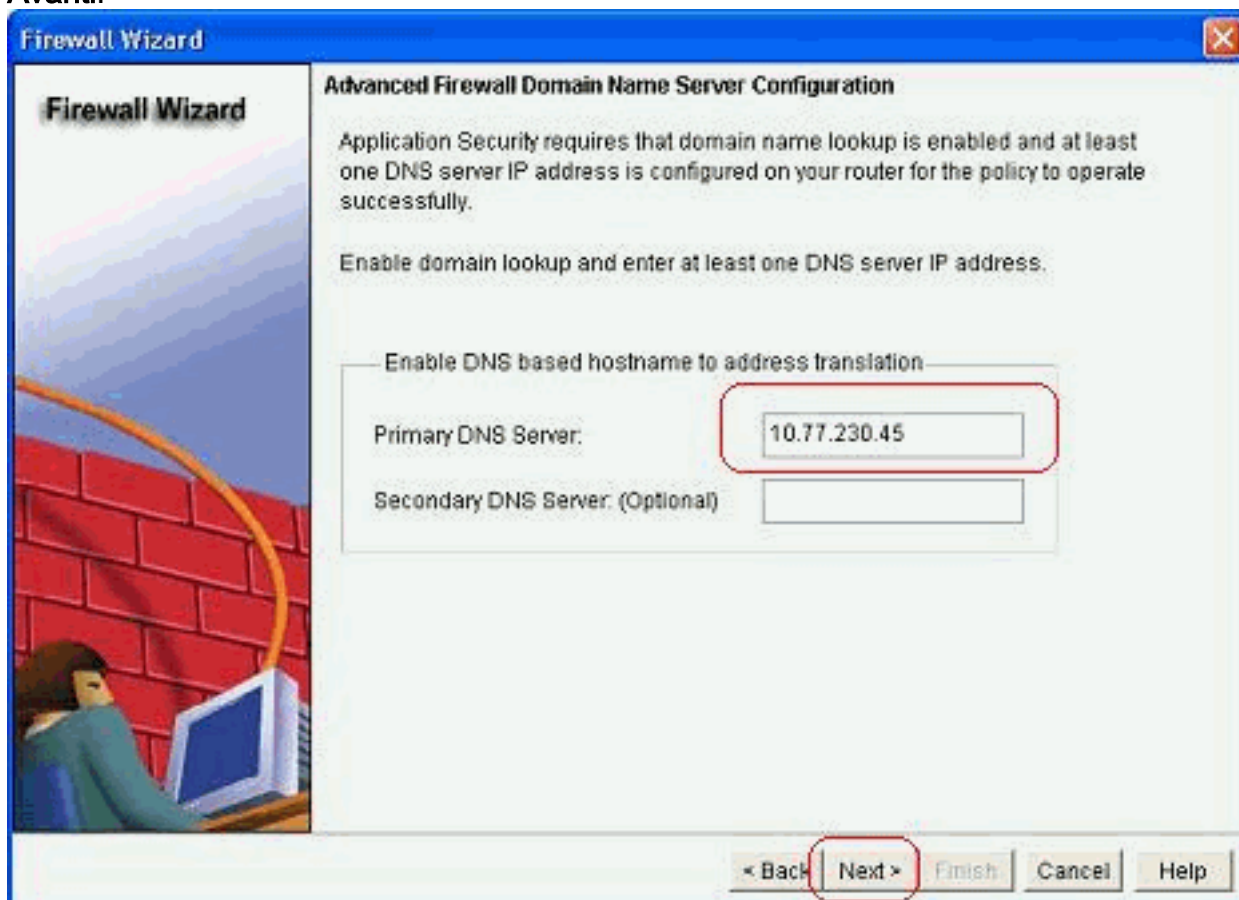 Firewall Wizard
Firewall Wizard
Advanced Firewall Domain Name Server Configuration
Application Security requires that domain name lookup is enabled and at least
one DNS server IP address is configured on your router for the policy to operate
successfully.
Enable domain lookup and enter at least one DNS server IP address.
Enable DNS based hostname to address translation
Primary DNS Server: 10.77.230.45
Secondary DNS Server: (Optional)
< Back Next > Finish Cancel Help